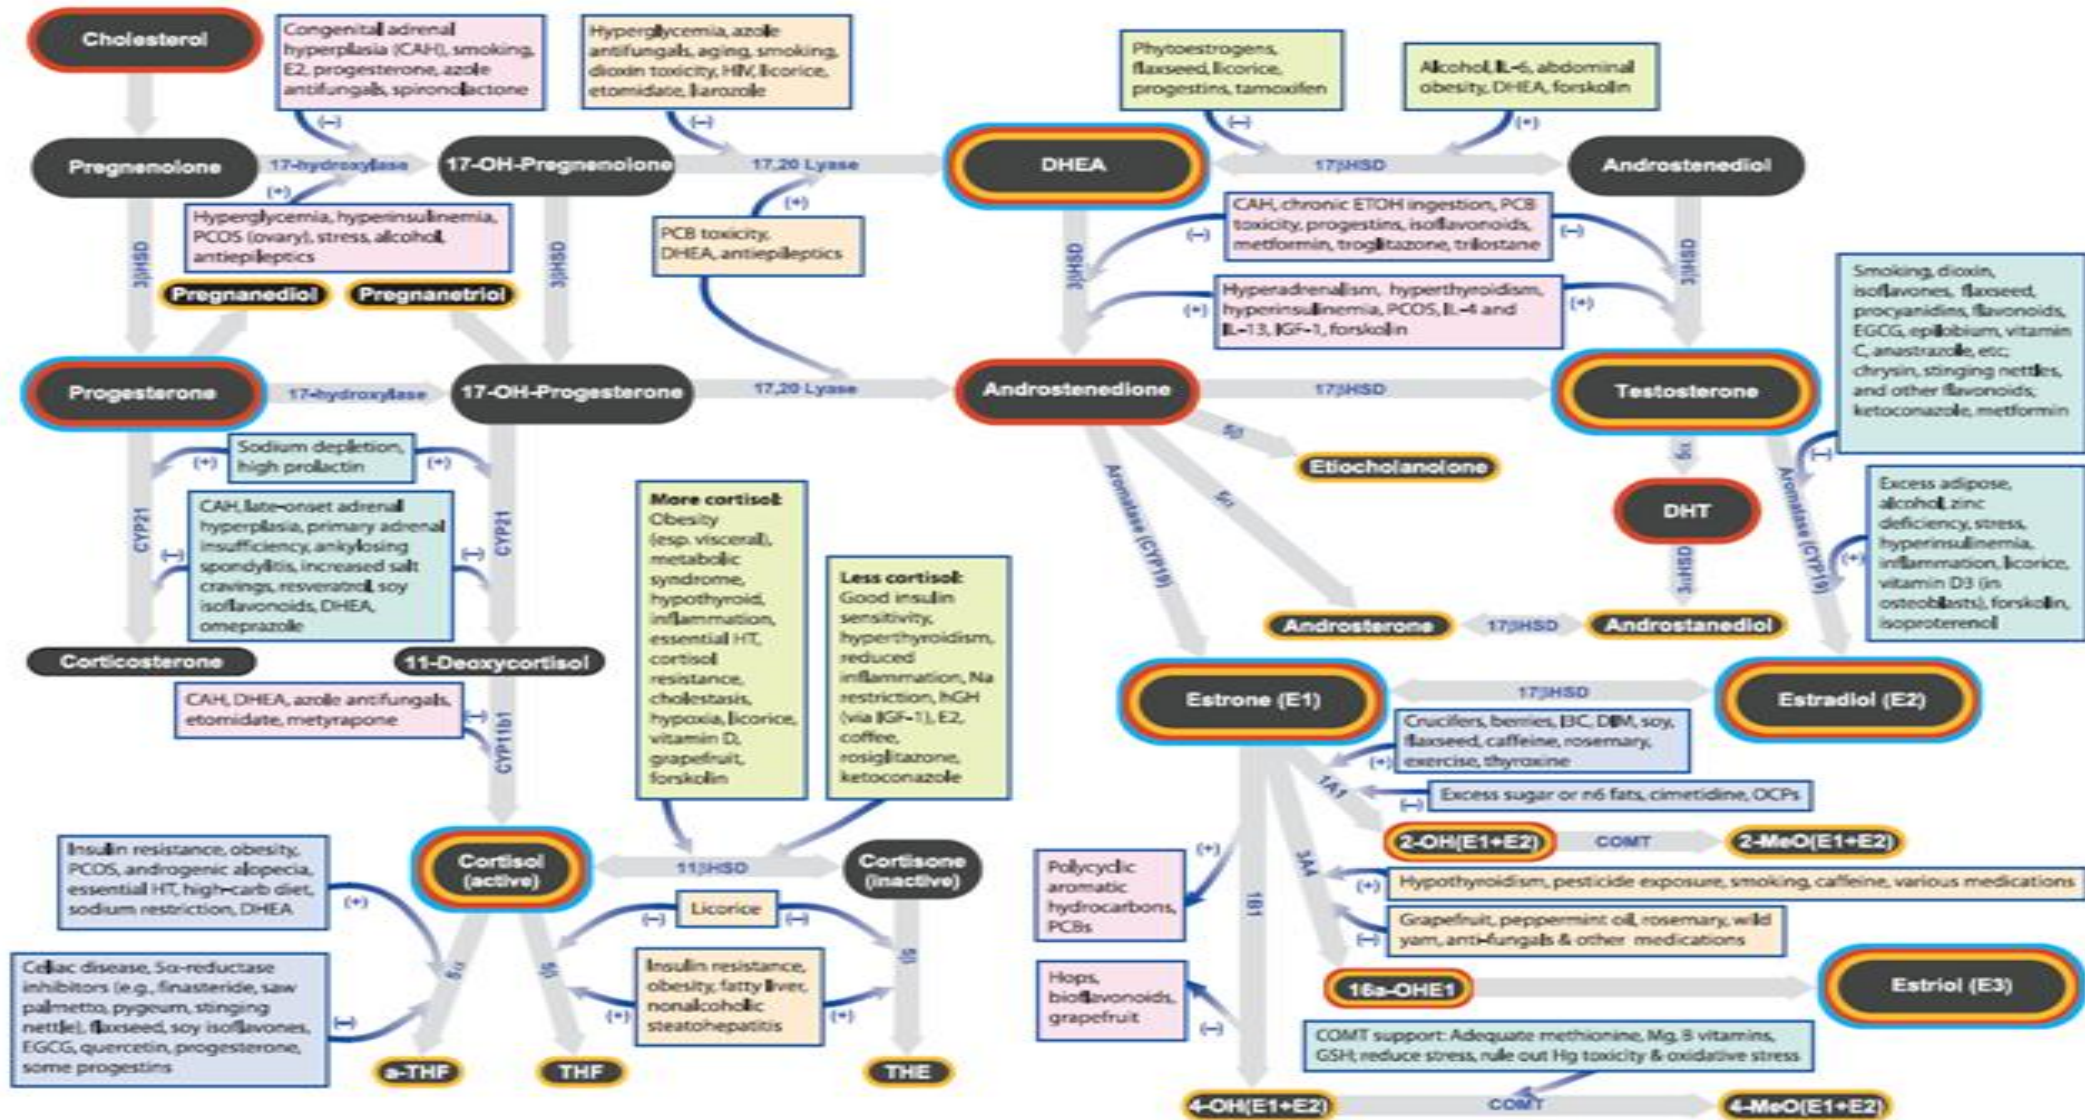 Cholesterol
Congenital adrenal
hyperplasia (CAH), smoking,
E2, progesterone, azole
antifungals, spironolactone
Hyperglycemia, azole
antifungals, aging, smoking,
dioxin toxicity, HIV, licorice,
etomidate, liarozole
Phytoestrogens,
flaxseed, licorice,
progestins, tamoxifen
Alcohol, IL-6, abdominal
obesity, DHEA, forskolin
(–)
(–)
(–)
(+)
Pregnenolone
17-hydroxylase
17-OH-Pregnenolone
17,20 Lyase
DHEA
17βHSD
Androstenediol
(+)
(+)
Hyperglycemia, hyperinsulinemia,
PCOS (ovary), stress, alcohol,
antiepileptics
PCB toxicity,
DHEA, antiepileptics
CAH, chronic ETOH ingestion, PCB
toxicity, progestins, isoflavonoids,
metformin, troglitazone, trilostane
(–)
(–)
3βHSD
3βHSD
3βHSD
3βHSD
Hyperadrenalism, hyperthyroidism,
hyperinsulinemia, PCOS, IL-4 and
IL-13, IGF-1, forskolin
(+)
(+)
Smoking, dioxin,
isoflavones, flaxseed,
procyanidins, flavonoids,
EGCG, epilobium, vitamin
C, anastrazole, etc;
chrysin, stinging nettles,
and other flavonoids;
ketoconazole, metformin
(–)
Pregnanediol
Pregnanetriol
Progesterone
17-hydroxylase
17-OH-Progesterone
17,20 Lyase
Androstenedione
17βHSD
Testosterone
Sodium depletion,
high prolactin
(+)
(+)
CAH, late-onset adrenal
hyperplasia, primary adrenal
insufficiency, ankylosing
spondylitis, increased salt
cravings, resveratrol, soy
isoflavonoids, DHEA,
omeprazole
(–)
(–)
CYP21
CYP21
5β
Etiocholanolone
5α
5α
DHT
3αHSD
Aromatase (CYP19)
Aromatase (CYP19)
Excess adipose,
alcohol, zinc
deficiency, stress,
hyperinsulinemia,
inflammation, licorice,
vitamin D3 (in
osteoblasts), forskolin,
isoproterenol
(+)
More cortisol:
Obesity
(esp. visceral),
metabolic
syndrome,
hypothyroid,
inflammation,
essential HT,
cortisol
resistance,
cholestasis,
hypoxia, licorice,
vitamin D,
grapefruit,
forskolin
Less cortisol:
Good insulin
sensitivity,
hyperthyroidism,
reduced
inflammation, Na
restriction, hGH
(via IGF-1), E2,
coffee,
rosiglitazone,
ketoconazole
Androsterone
17βHSD
Androstanediol
Corticosterone
11-Deoxycortisol
CAH, DHEA, azole antifungals,
etomidate, metyrapone
(–)
CYP11b1
Estrone (E1)
17βHSD
Estradiol (E2)
Crucifers, berries, I3C, DIM, soy,
flaxseed, caffeine, rosemary,
exercise, thyroxine
(+)
1A1
Excess sugar or n6 fats, cimetidine, OCPs
(–)
2-OH(E1+E2)
COMT
2-MeO(E1+E2)
Insulin resistance, obesity,
PCOS, androgenic alopecia,
essential HT, high-carb diet,
sodium restriction, DHEA
(+)
Cortisol
(active)
11βHSD
Cortisone
(inactive)
Licorice
(–)
(–)
Polycyclic
aromatic
hydrocarbons,
PCBs
(+)
1B1
3A4
Hypothyroidism, pesticide exposure, smoking, caffeine, various medications
(+)
Grapefruit, peppermint oil, rosemary, wild
yam, anti-fungals & other medications
(–)
Celiac disease, 5α-reductase
inhibitors (e.g., finasteride, saw
palmetto, pygeum, stinging
nettle), flaxseed, soy isoflavones,
EGCG, quercetin, progesterone,
some progestins
(–)
5α
5β
5β
Insulin resistance,
obesity, fatty liver,
nonalcoholic
steatohepatitis
(+)
(+)
Hops,
bioflavonoids,
grapefruit
(–)
16a-OHE1
Estriol (E3)
COMT support: Adequate methionine, Mg, B vitamins,
GSH; reduce stress, rule out Hg toxicity & oxidative stress
a-THF
THF
THE
4-OH(E1+E2)
COMT
4-MeO(E1+E2)